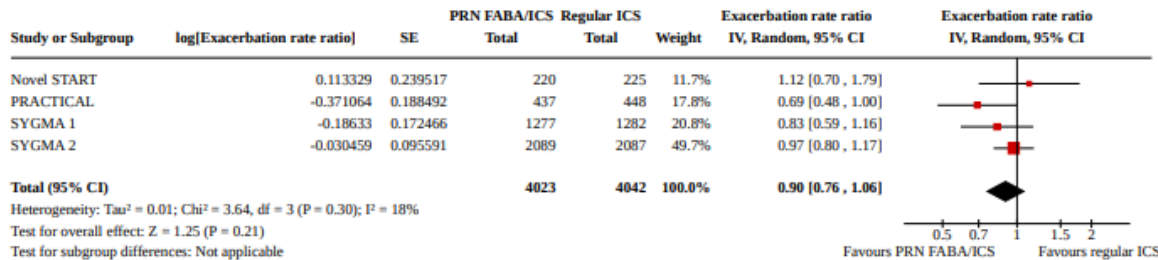 PRN FABA/ICS Regular ICS Exacerbation rate ratio Exacerbation rate ratio
Study or Subgroup log[Exacerbation rate ratio] SE Total Total Weight IV, Random, 95% CI IV, Random, 95% CI
Novel START 0.113329 0.239517 220 225 11.7% 1.12 [0.70 , 1.79]
PRACTICAL -0.371064 0.188492 437 448 17.8% 0.69 [0.48 , 1.00]
SYGMA 1 -0.18633 0.172466 1277 1282 20.8% 0.83 [0.59 , 1.16]
SYGMA 2 -0.030459 0.095591 2089 2087 49.7% 0.97 [0.80 , 1.17]
Total (95% CI) 4023 4042 100.0% 0.90 [0.76 , 1.06]
Heterogeneity: Tau² = 0.01; Chi² = 3.64, df = 3 (P = 0.30); I² = 18%
Test for overall effect: Z = 1.25 (P = 0.21)
Test for subgroup differences: Not applicable
0.5 0.7 1 1.5 2
Favours PRN FABA/ICS Favours regular ICS